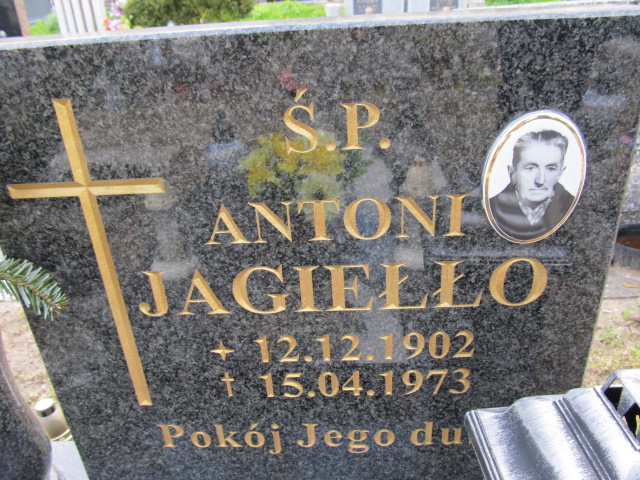 Ś.P.
ANTONI
JAGIEŁŁO
12.12.1902
† 15.04.1973
Pokój Jego